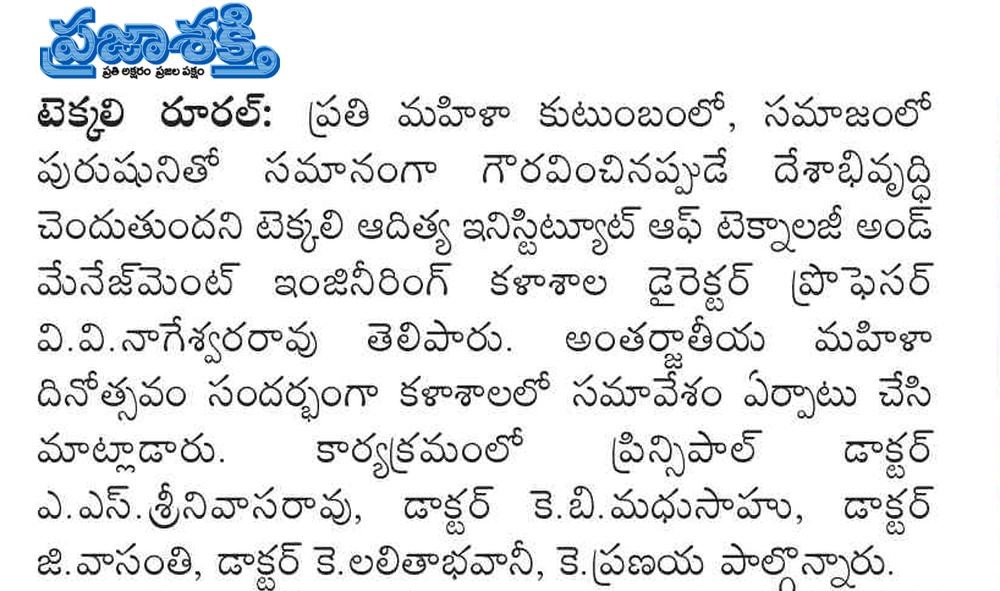 ప్రజాశక్తి
ప్రతి అక్షరం ప్రజల పక్షం
టెక్కలి రూరల్: ప్రతి మహిళా కుటుంబంలో, సమాజంలో
పురుషునితో సమానంగా గౌరవించినప్పుడే దేశాభివృద్ధి
చెందుతుందని టెక్కలి ఆదిత్య ఇనిస్టిట్యూట్ ఆఫ్ టెక్నాలజీ అండ్
మేనేజ్‌మెంట్ ఇంజినీరింగ్ కళాశాల డైరెక్టర్ ప్రొఫెసర్
వి.వి.నాగేశ్వరరావు తెలిపారు. అంతర్జాతీయ మహిళా
దినోత్సవం సందర్భంగా కళాశాలలో సమావేశం ఏర్పాటు చేసి
మాట్లాడారు. కార్యక్రమంలో ప్రిన్సిపాల్ డాక్టర్
ఎ.ఎస్.శ్రీనివాసరావు, డాక్టర్ కె.బి.మధుసాహు, డాక్టర్
జి.వాసంతి, డాక్టర్ కె.లలితాభవానీ, కె.ప్రణయ పాల్గొన్నారు.